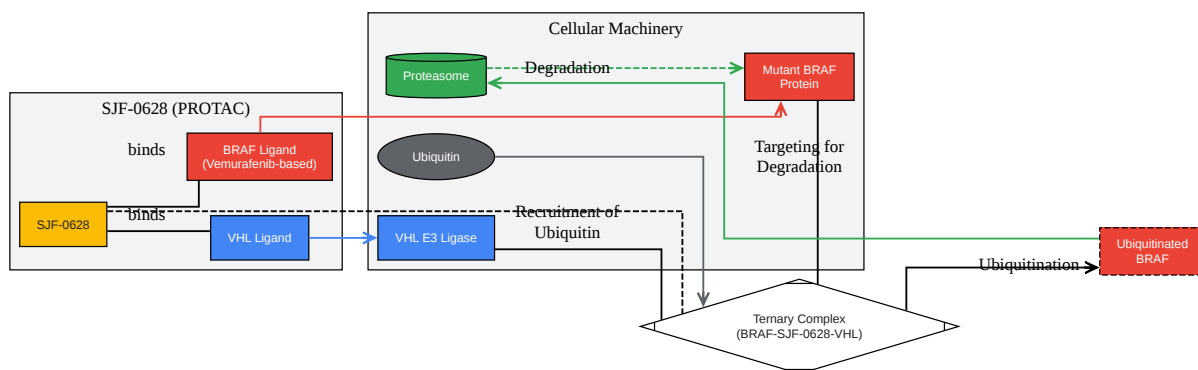 Cellular Machinery
Proteasome
Degradation
Mutant BRAF
Protein
SJF-0628 (PROTAC)
binds
BRAF Ligand
(Vemurafenib-based)
Ubiquitin
Targeting for
Degradation
SJF-0628
binds
VHL Ligand
VHL E3 Ligase
Recruitment of
Ubiquitin
Ubiquitination
Ubiquitinated
BRAF
Ternary Complex
(BRAF-SJF-0628-VHL)